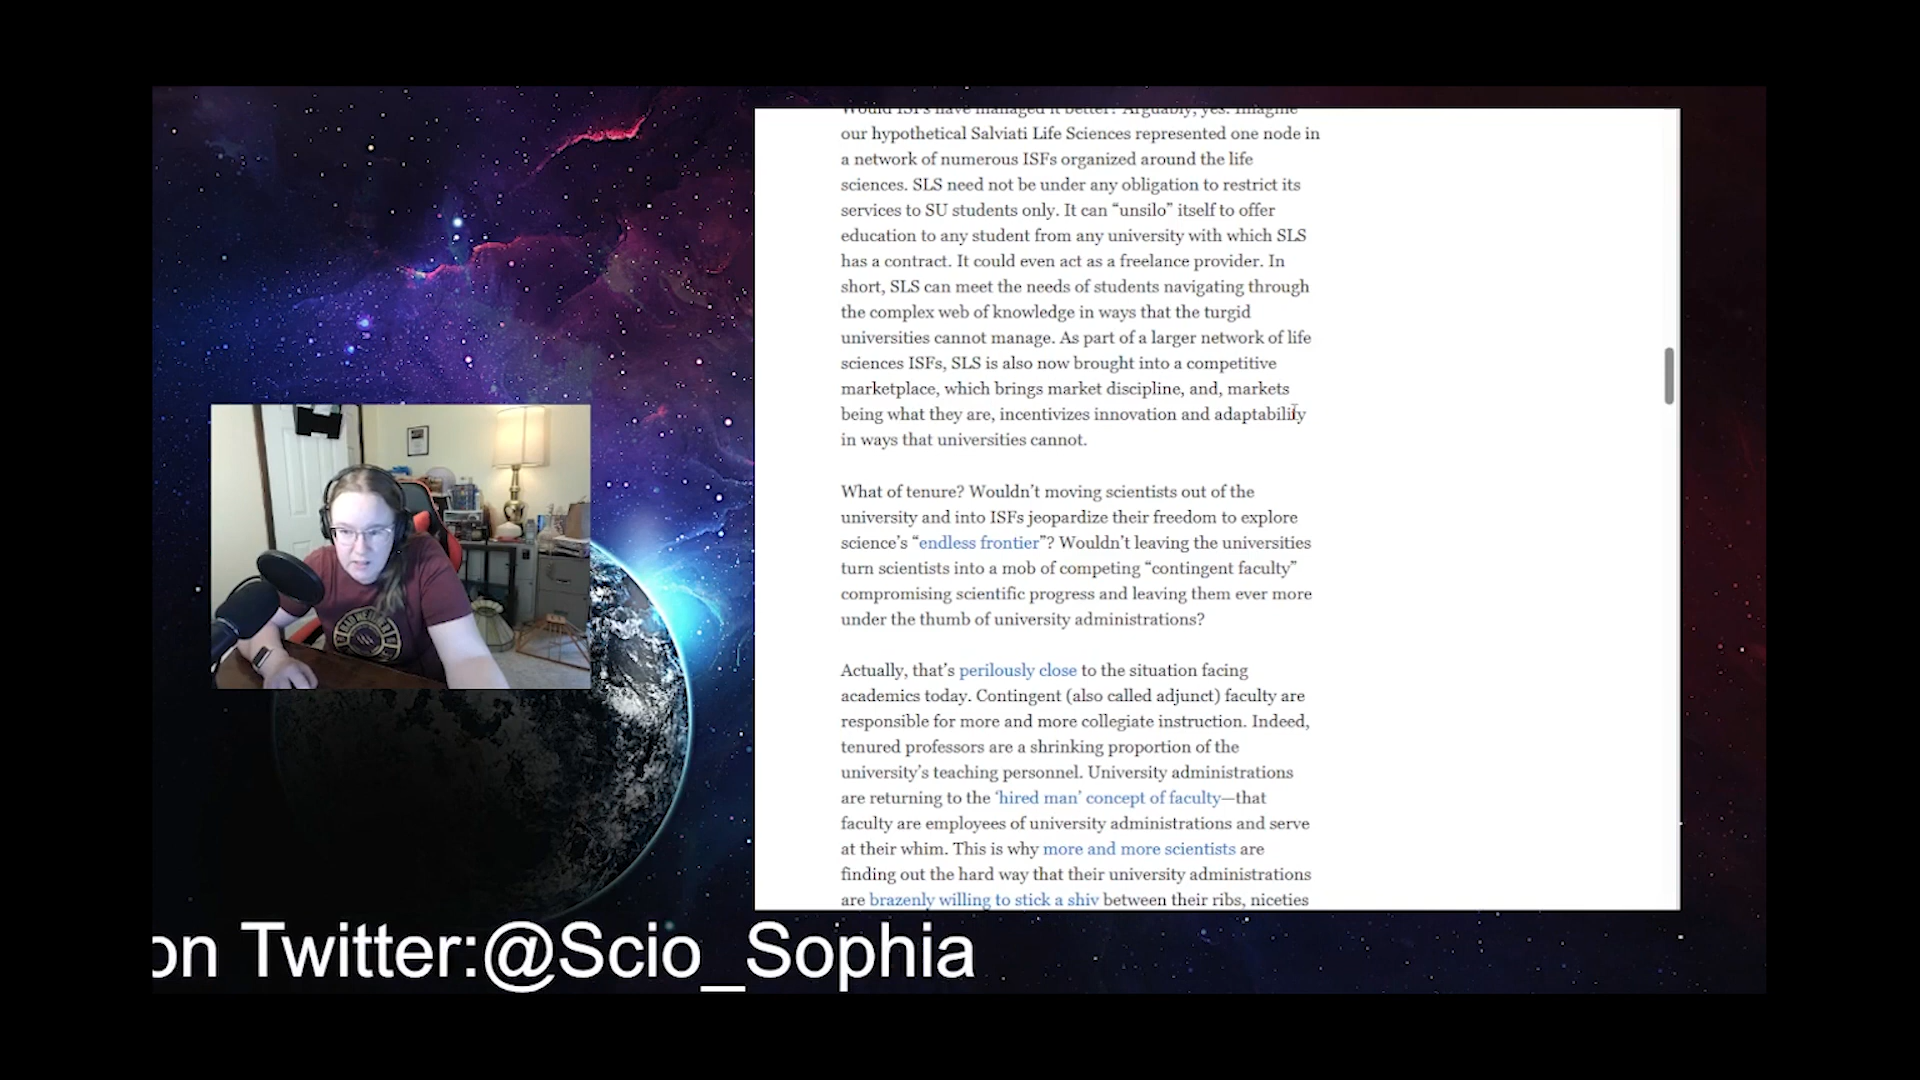 Would ISFs have managed it better? Arguably, yes. Imagine
our hypothetical Salviati Life Sciences represented one node in
a network of numerous ISFs organized around the life
sciences. SLS need not be under any obligation to restrict its
services to SU students only. It can “unsilo” itself to offer
education to any student from any university with which SLS
has a contract. It could even act as a freelance provider. In
short, SLS can meet the needs of students navigating through
the complex web of knowledge in ways that the turgid
universities cannot manage. As part of a larger network of life
sciences ISFs, SLS is also now brought into a competitive
marketplace, which brings market discipline, and, markets
being what they are, incentivizes innovation and adaptability
in ways that universities cannot.
What of tenure? Wouldn’t moving scientists out of the
university and into ISFs jeopardize their freedom to explore
science’s “endless frontier”? Wouldn’t leaving the universities
turn scientists into a mob of competing “contingent faculty”
compromising scientific progress and leaving them ever more
under the thumb of university administrations?
Actually, that’s perilously close to the situation facing
academics today. Contingent (also called adjunct) faculty are
responsible for more and more collegiate instruction. Indeed,
tenured professors are a shrinking proportion of the
university’s teaching personnel. University administrations
are returning to the ‘hired man’ concept of faculty—that
faculty are employees of university administrations and serve
at their whim. This is why more and more scientists are
finding out the hard way that their university administrations
are brazenly willing to stick a shiv between their ribs, niceties
on Twitter:@Scio_Sophia